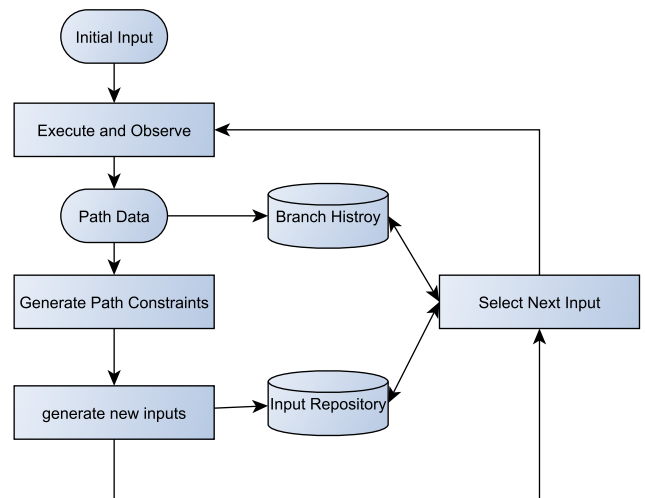 Initial Input
Execute and Observe
Path Data
Branch Histroy
Generate Path Constraints
Select Next Input
generate new inputs
Input Repository